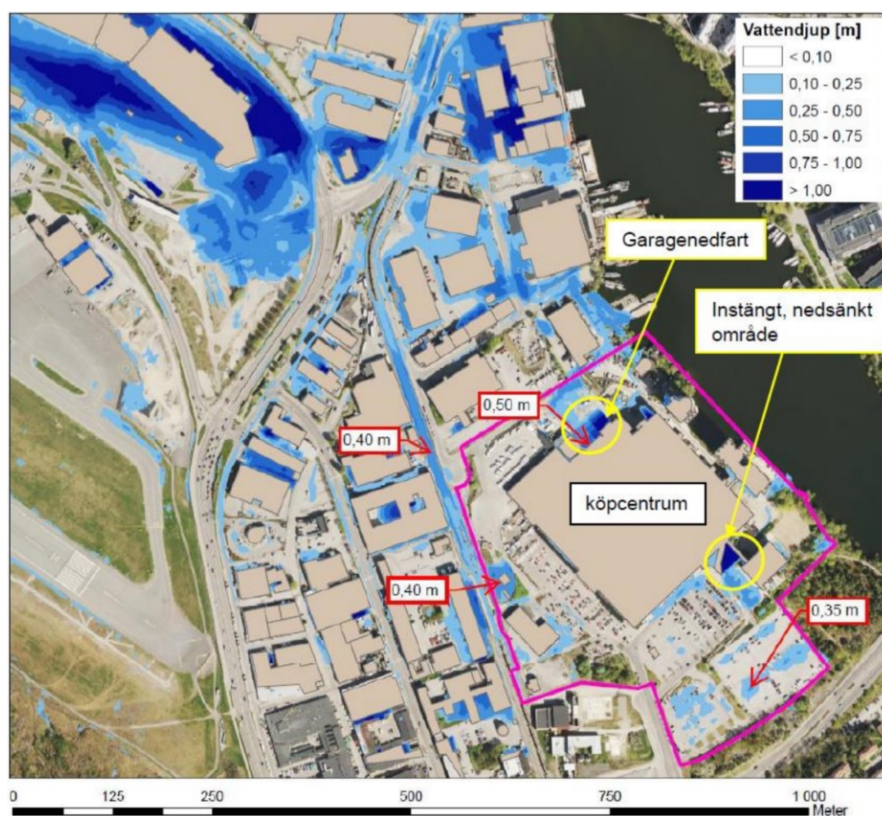 Vattendjup [m]
< 0,10
0,10 - 0,25
0,25 - 0,50
0,50 - 0,75
0,75 - 1,00
> 1,00
Garagenedfart
Instängt, nedsänkt
område
0,50 m
0,40 m
köpcentrum
0,40 m
0,35 m
0 125 250 500 750 1 000
Meter